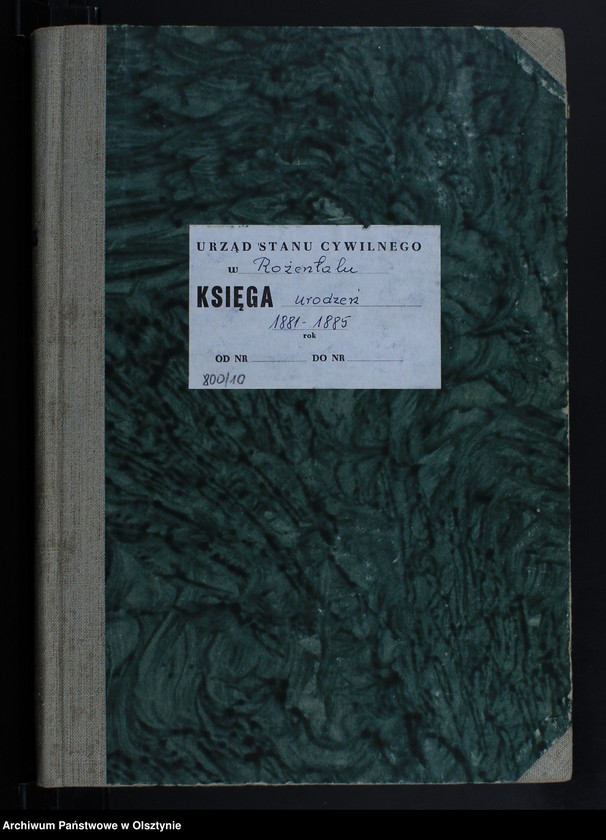 URZĄD STANU CYWILNEGO
w Rożentalu
KSIĘGA urodzeń
1881-1885
rok
OD NR DO NR
800/10
Archiwum Państwowe w Olsztynie